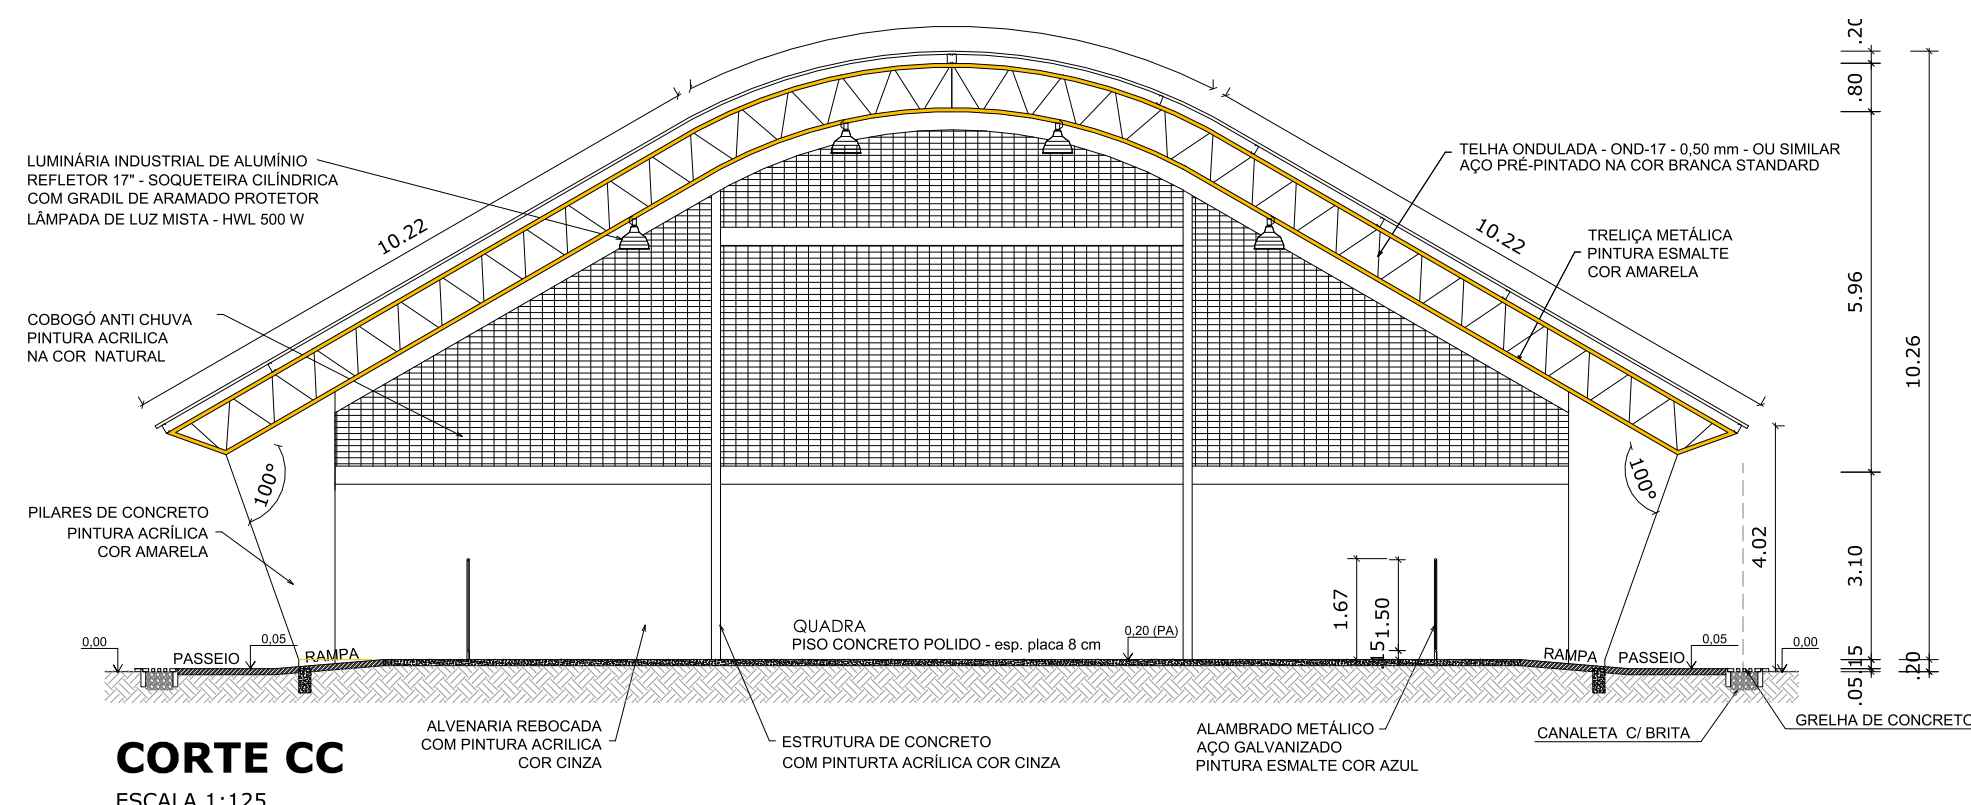 .20
.80
LUMINÁRIA INDUSTRIAL DE ALUMÍNIO
REFLETOR 17" - SOQUETEIRA CILÍNDRICA
COM GRADIL DE ARAMADO PROTETOR
LÂMPADA DE LUZ MISTA - HWL 500 W
10.22
10.22
TELHA ONDULADA - OND-17 - 0,50 mm - OU SIMILAR
AÇO PRÉ-PINTADO NA COR BRANCA STANDARD
TRELIÇA METÁLICA
PINTURA ESMALTE
COR AMARELA
5.96
10.26
COBOGÓ ANTI CHUVA
PINTURA ACRILICA
NA COR NATURAL
100°
100°
PILARES DE CONCRETO
PINTURA ACRÍLICA
COR AMARELA
4.02
3.10
1.67
1.50
.15
QUADRA
PISO CONCRETO POLIDO - esp. placa 8 cm
0,20 (PA)
0,00
PASSEIO
0,05
RAMPA
RAMPA
PASSEIO
0,05
0,00
.15
.05
.20
ALVENARIA REBOCADA
COM PINTURA ACRILICA
COR CINZA
ESTRUTURA DE CONCRETO
COM PINTURTA ACRÍLICA COR CINZA
ALAMBRADO METÁLICO
AÇO GALVANIZADO
PINTURA ESMALTE COR AZUL
CANALETA C/ BRITA
GRELHA DE CONCRETO
CORTE CC
ESCALA 1:125